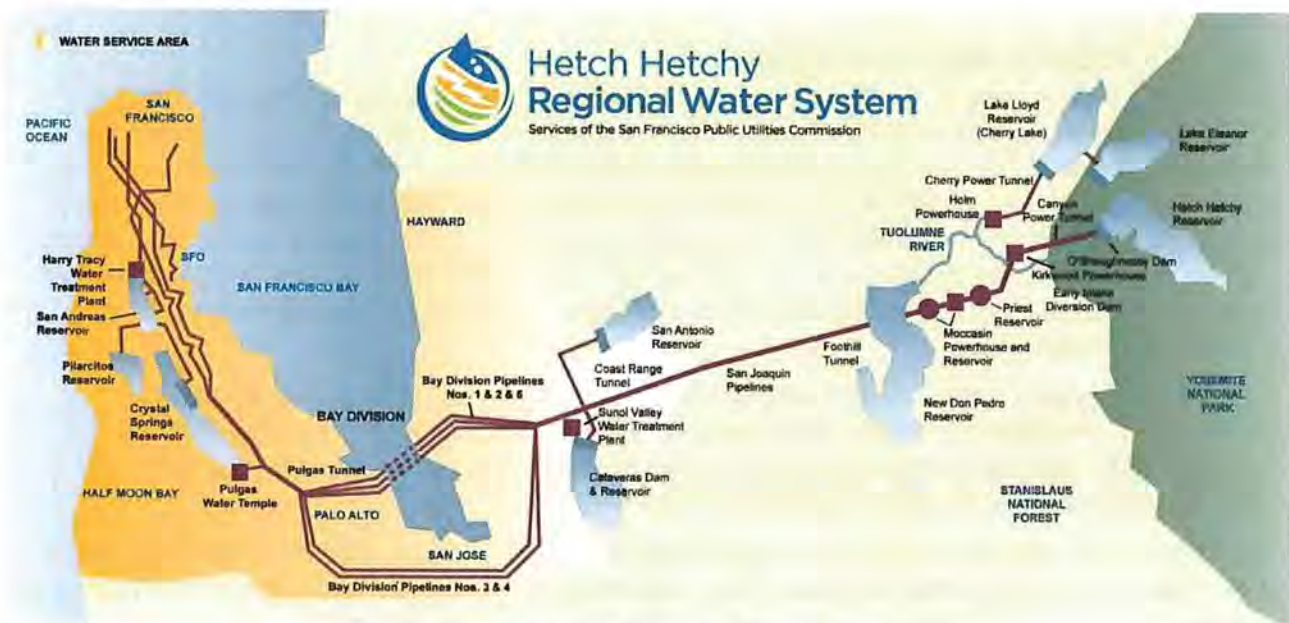 WATER SERVICE AREA
Hetch Hetchy
Regional Water System
Services of the San Francisco Public Utilities Commission
PACIFIC
OCEAN
SAN
FRANCISCO
Harry Tracy
Water
Treatment
Plant
SFO
San Andreas
Reservoir
Pilarcitos
Reservoir
Crystal
Springs
Reservoir
HALF MOON BAY
Pulgas
Water Temple
SAN FRANCISCO BAY
HAYWARD
BAY DIVISION
Pulgas Tunnel
PALO ALTO
SAN JOSE
Bay Division Pipelines
Nos. 1 & 2 & 5
Bay Division Pipelines Nos. 3 & 4
San Antonio
Reservoir
Coast Range
Tunnel
Sunol Valley
Water Treatment
Plant
Calaveras Dam
& Reservoir
San Joaquin
Pipelines
Foothill
Tunnel
New Don Pedro
Reservoir
Moccasin
Powerhouse and
Reservoir
Priest
Reservoir
TUOLUMNE
RIVER
Lake Lloyd
Reservoir
(Cherry Lake)
Lake Eleanor
Reservoir
Cherry Power Tunnel
Holm
Powerhouse
Canyon
Power Tunnel
Hetch Hetchy
Reservoir
O'Shaughnessy Dam
Kirkwood Powerhouse
Early Intake
Diversion Dam
YOSEMITE
NATIONAL
PARK
STANISLAUS
NATIONAL
FOREST